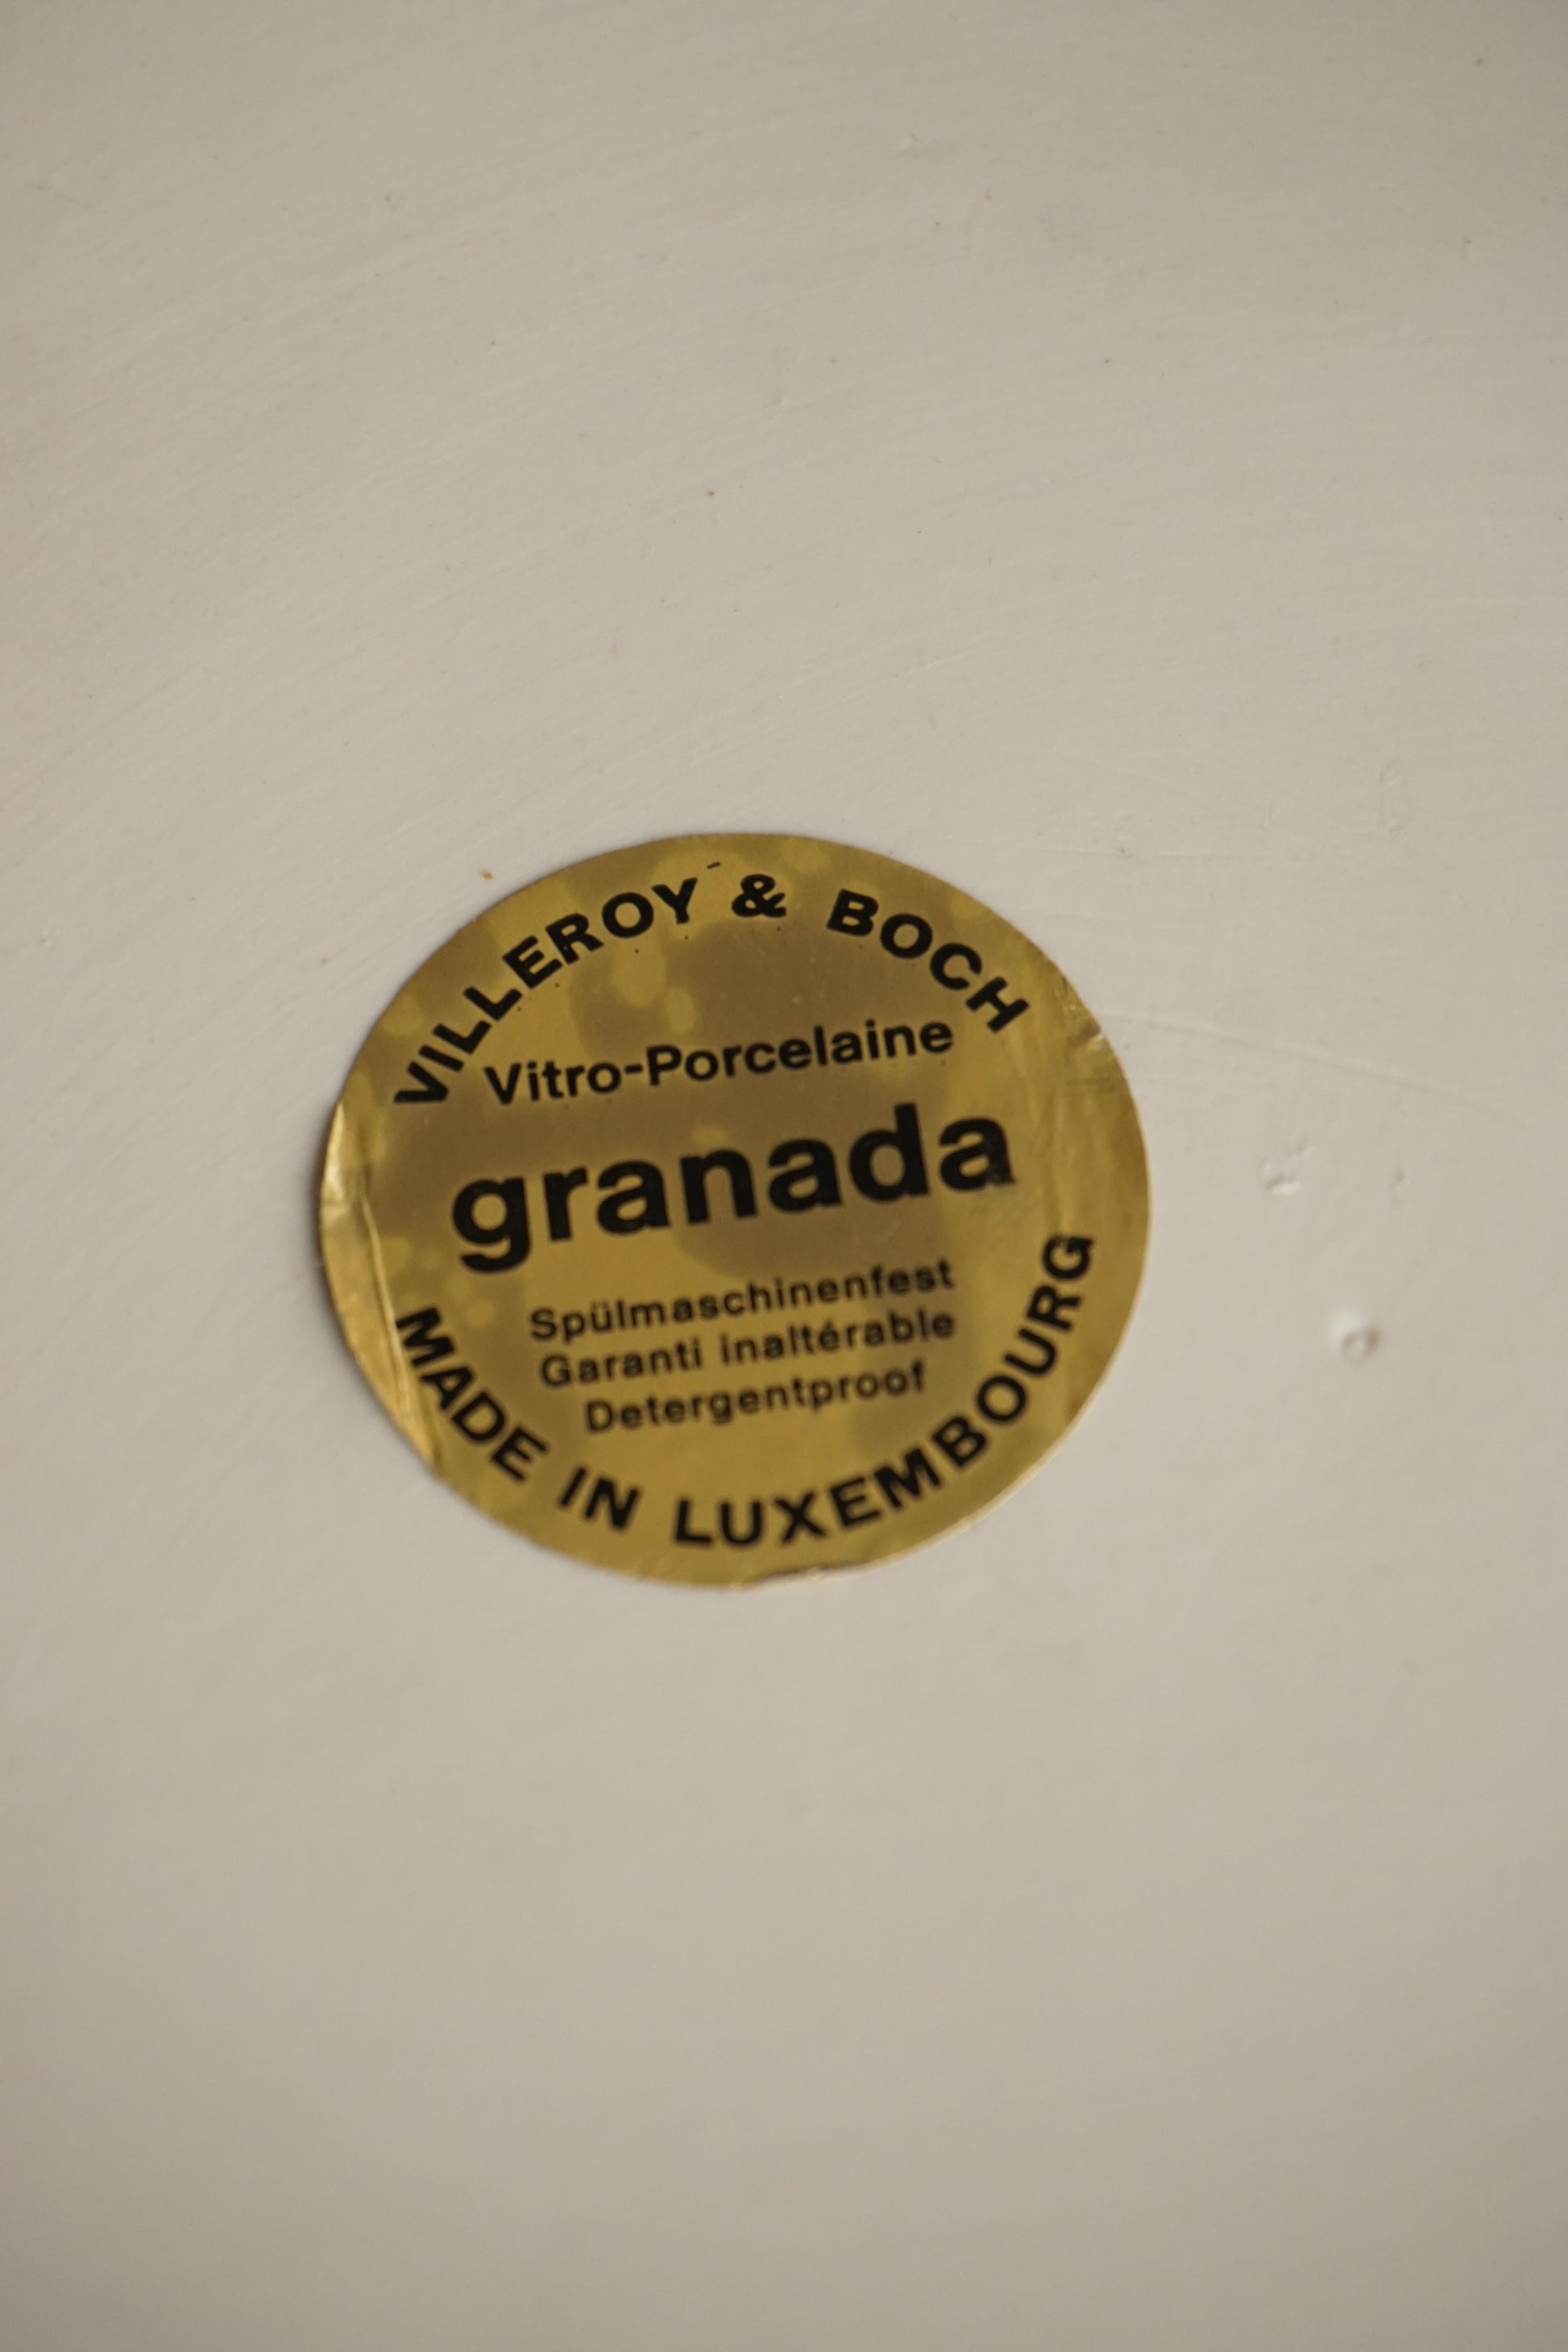 VILLEROY & BOCH
Vitro-Porcelaine
granada
Spülmaschinenfest
Garanti inaltérable
Detergentproof
MADE IN LUXEMBOURG